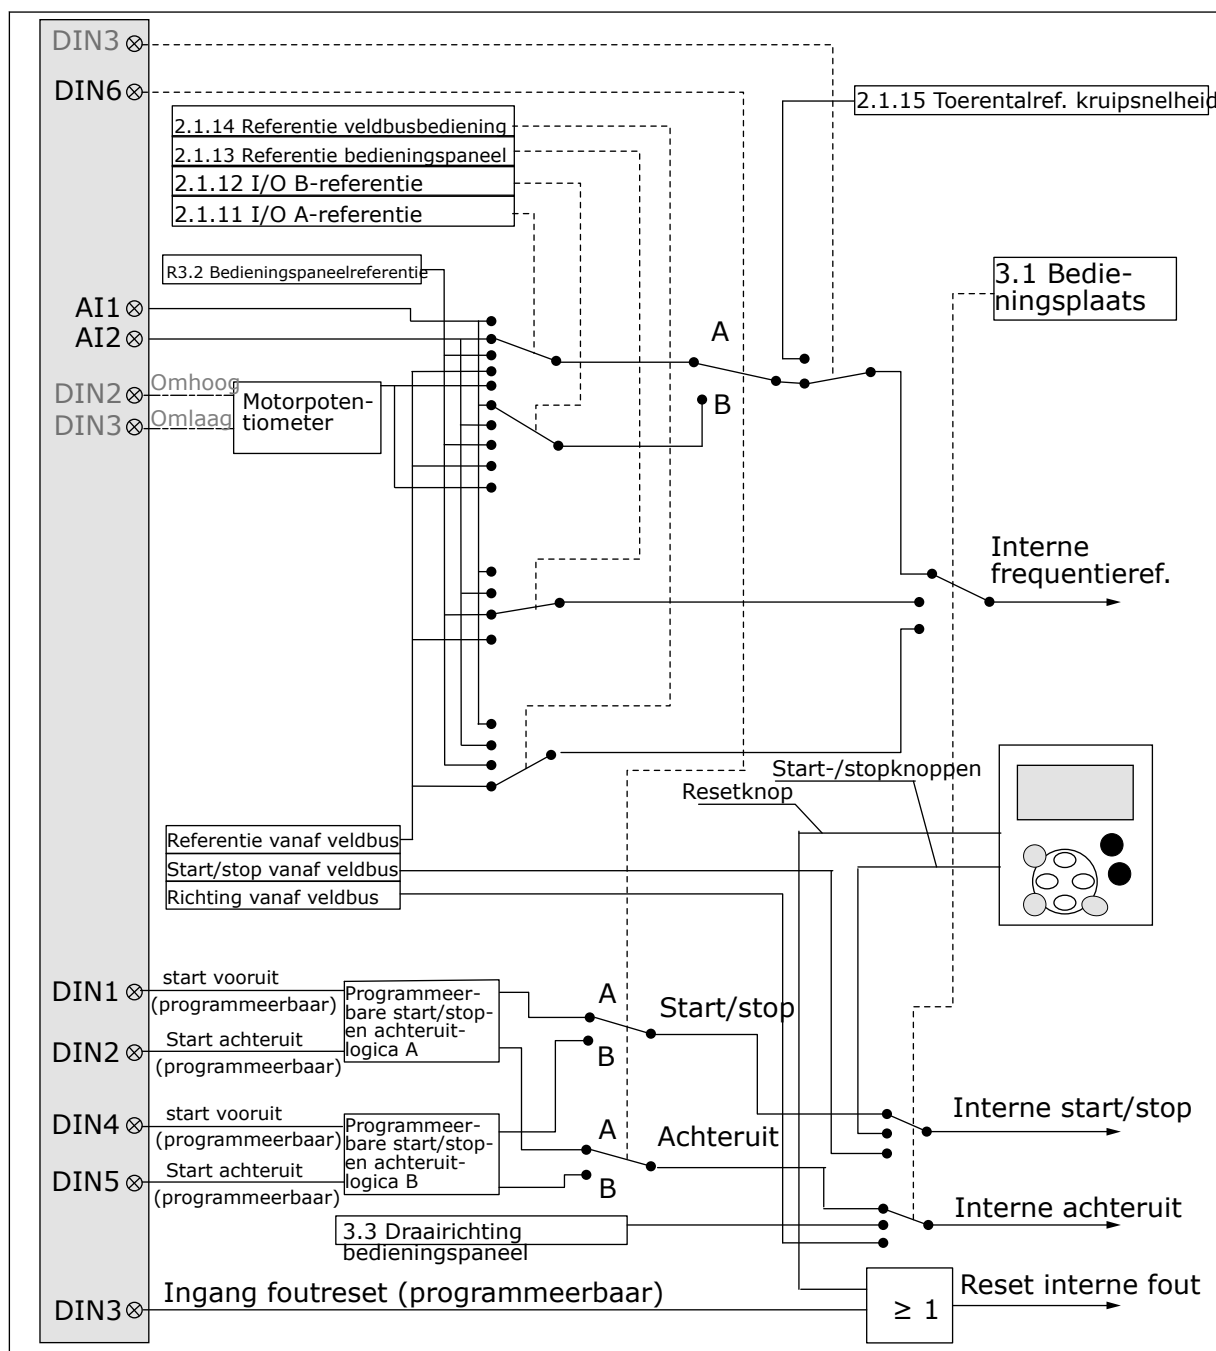 DIN3
DIN6
2.1.15 Toerentalref. kruipsnelheid
2.1.14 Referentie veldbusbediening
2.1.13 Referentie bedieningspaneel
2.1.12 I/O B-referentie
2.1.11 I/O A-referentie
R3.2 Bedieningspaneelreferentie
3.1 Bedie-
ningsplaats
AI1
AI2
A
DIN2
Omhoog
Motorpoten-
tiometer
B
DIN3
Omlaag
Interne
frequentieref.
Start-/stopknoppen
Resetknop
Referentie vanaf veldbus
Start/stop vanaf veldbus
Richting vanaf veldbus
DIN1
start vooruit
(programmeerbaar)
Programmeer-
bare start/stop-
en achteruit-
logica A
A
Start/stop
B
DIN2
Start achteruit
(programmeerbaar)
Interne start/stop
DIN4
start vooruit
(programmeerbaar)
Programmeer-
bare start/stop-
en achteruit-
logica B
A
Achteruit
B
DIN5
Start achteruit
(programmeerbaar)
Interne achteruit
3.3 Draairichting
bedieningspaneel
DIN3
Ingang foutreset (programmeerbaar)
≥ 1
Reset interne fout